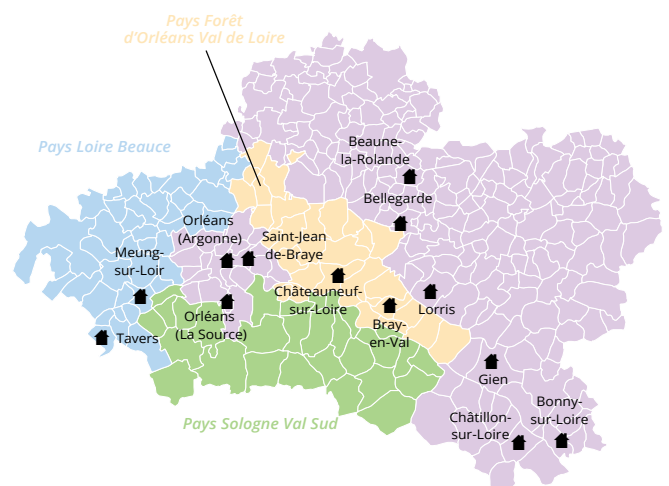 Pays Forêt
d'Orléans Val de Loire
Pays Loire Beauce
Beaune-
la-Rolande
Bellegarde
Orléans
(Argonne)
Saint-Jean
de-Braye
Meung-
sur-Loir
Châteauneuf-
sur-Loire
Lorris
Orléans
(La Source)
Bray-
en-Val
Tavers
Gien
Bonny-
sur-Loire
Châtillon-
sur-Loire
Pays Sologne Val Sud